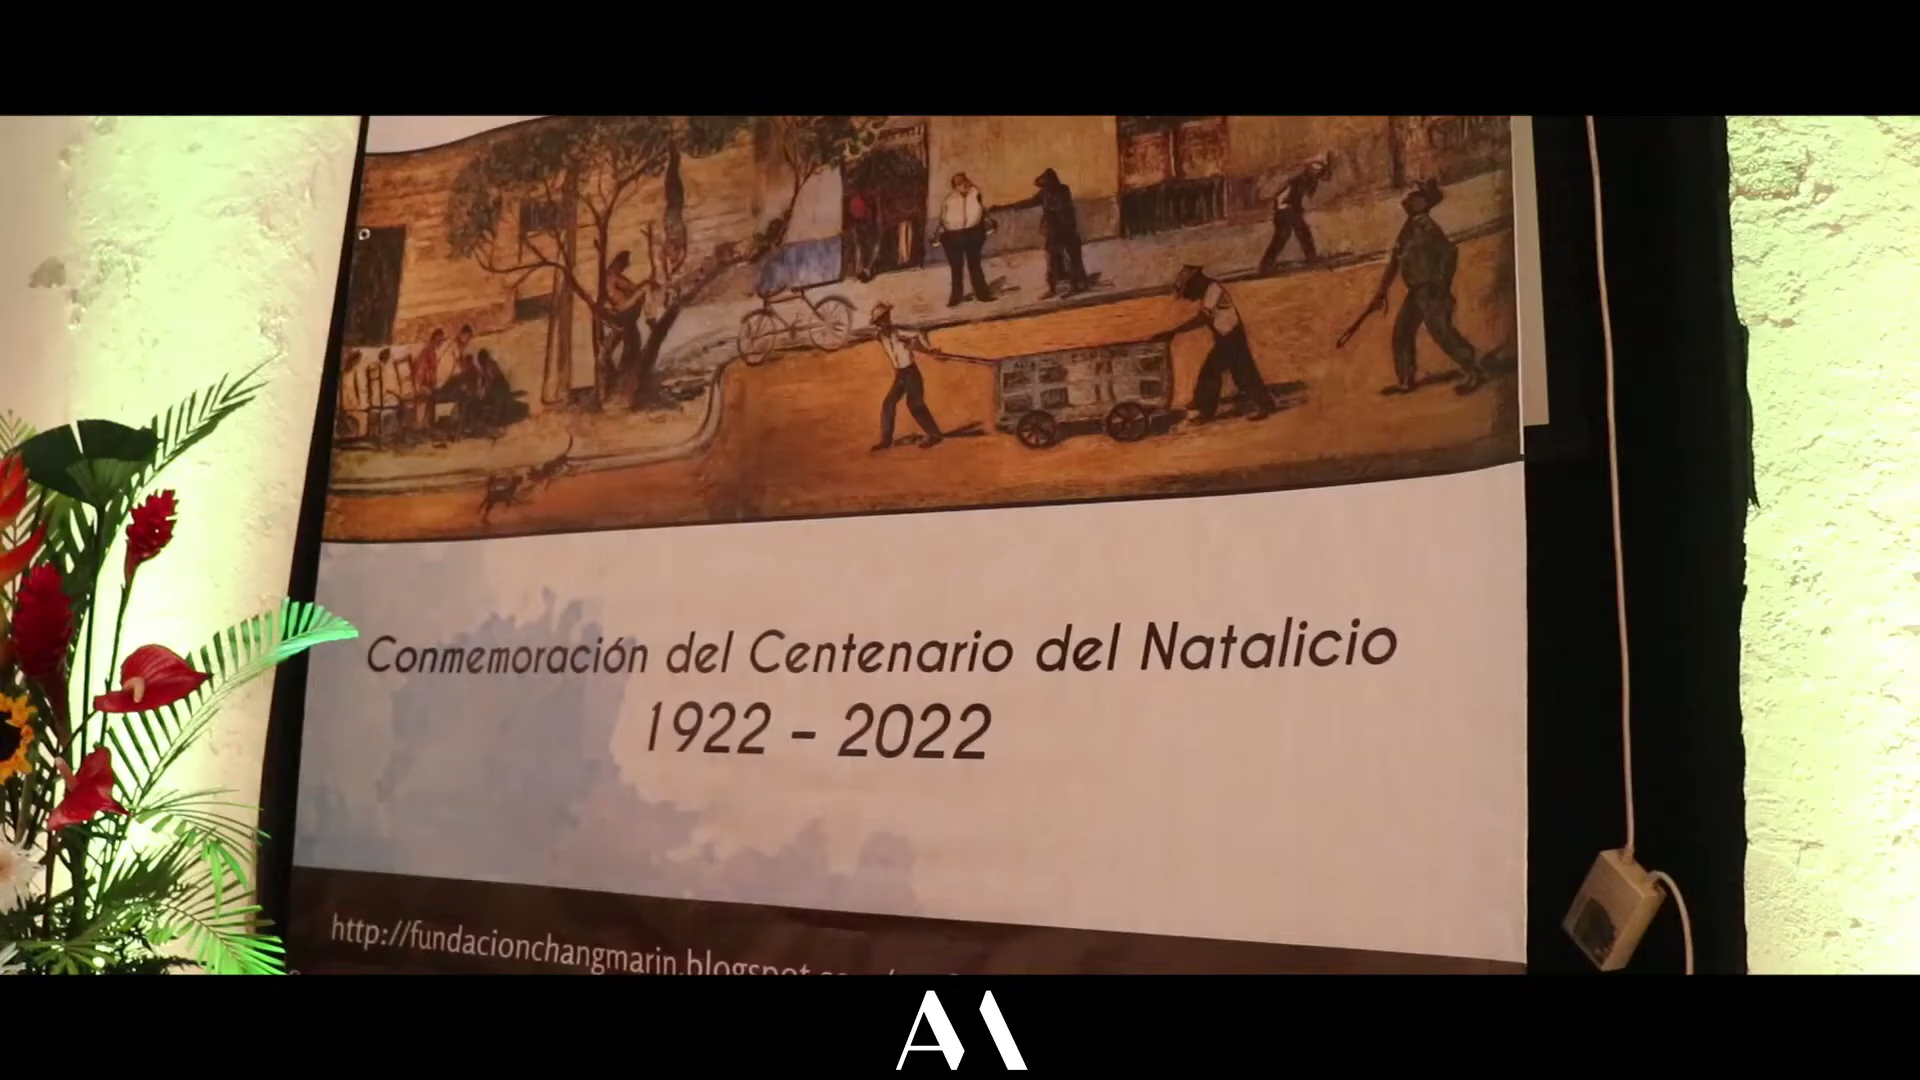 Conmemoración del Centenario del Natalicio
1922 - 2022
http://fundacionchangmarin.blogspot